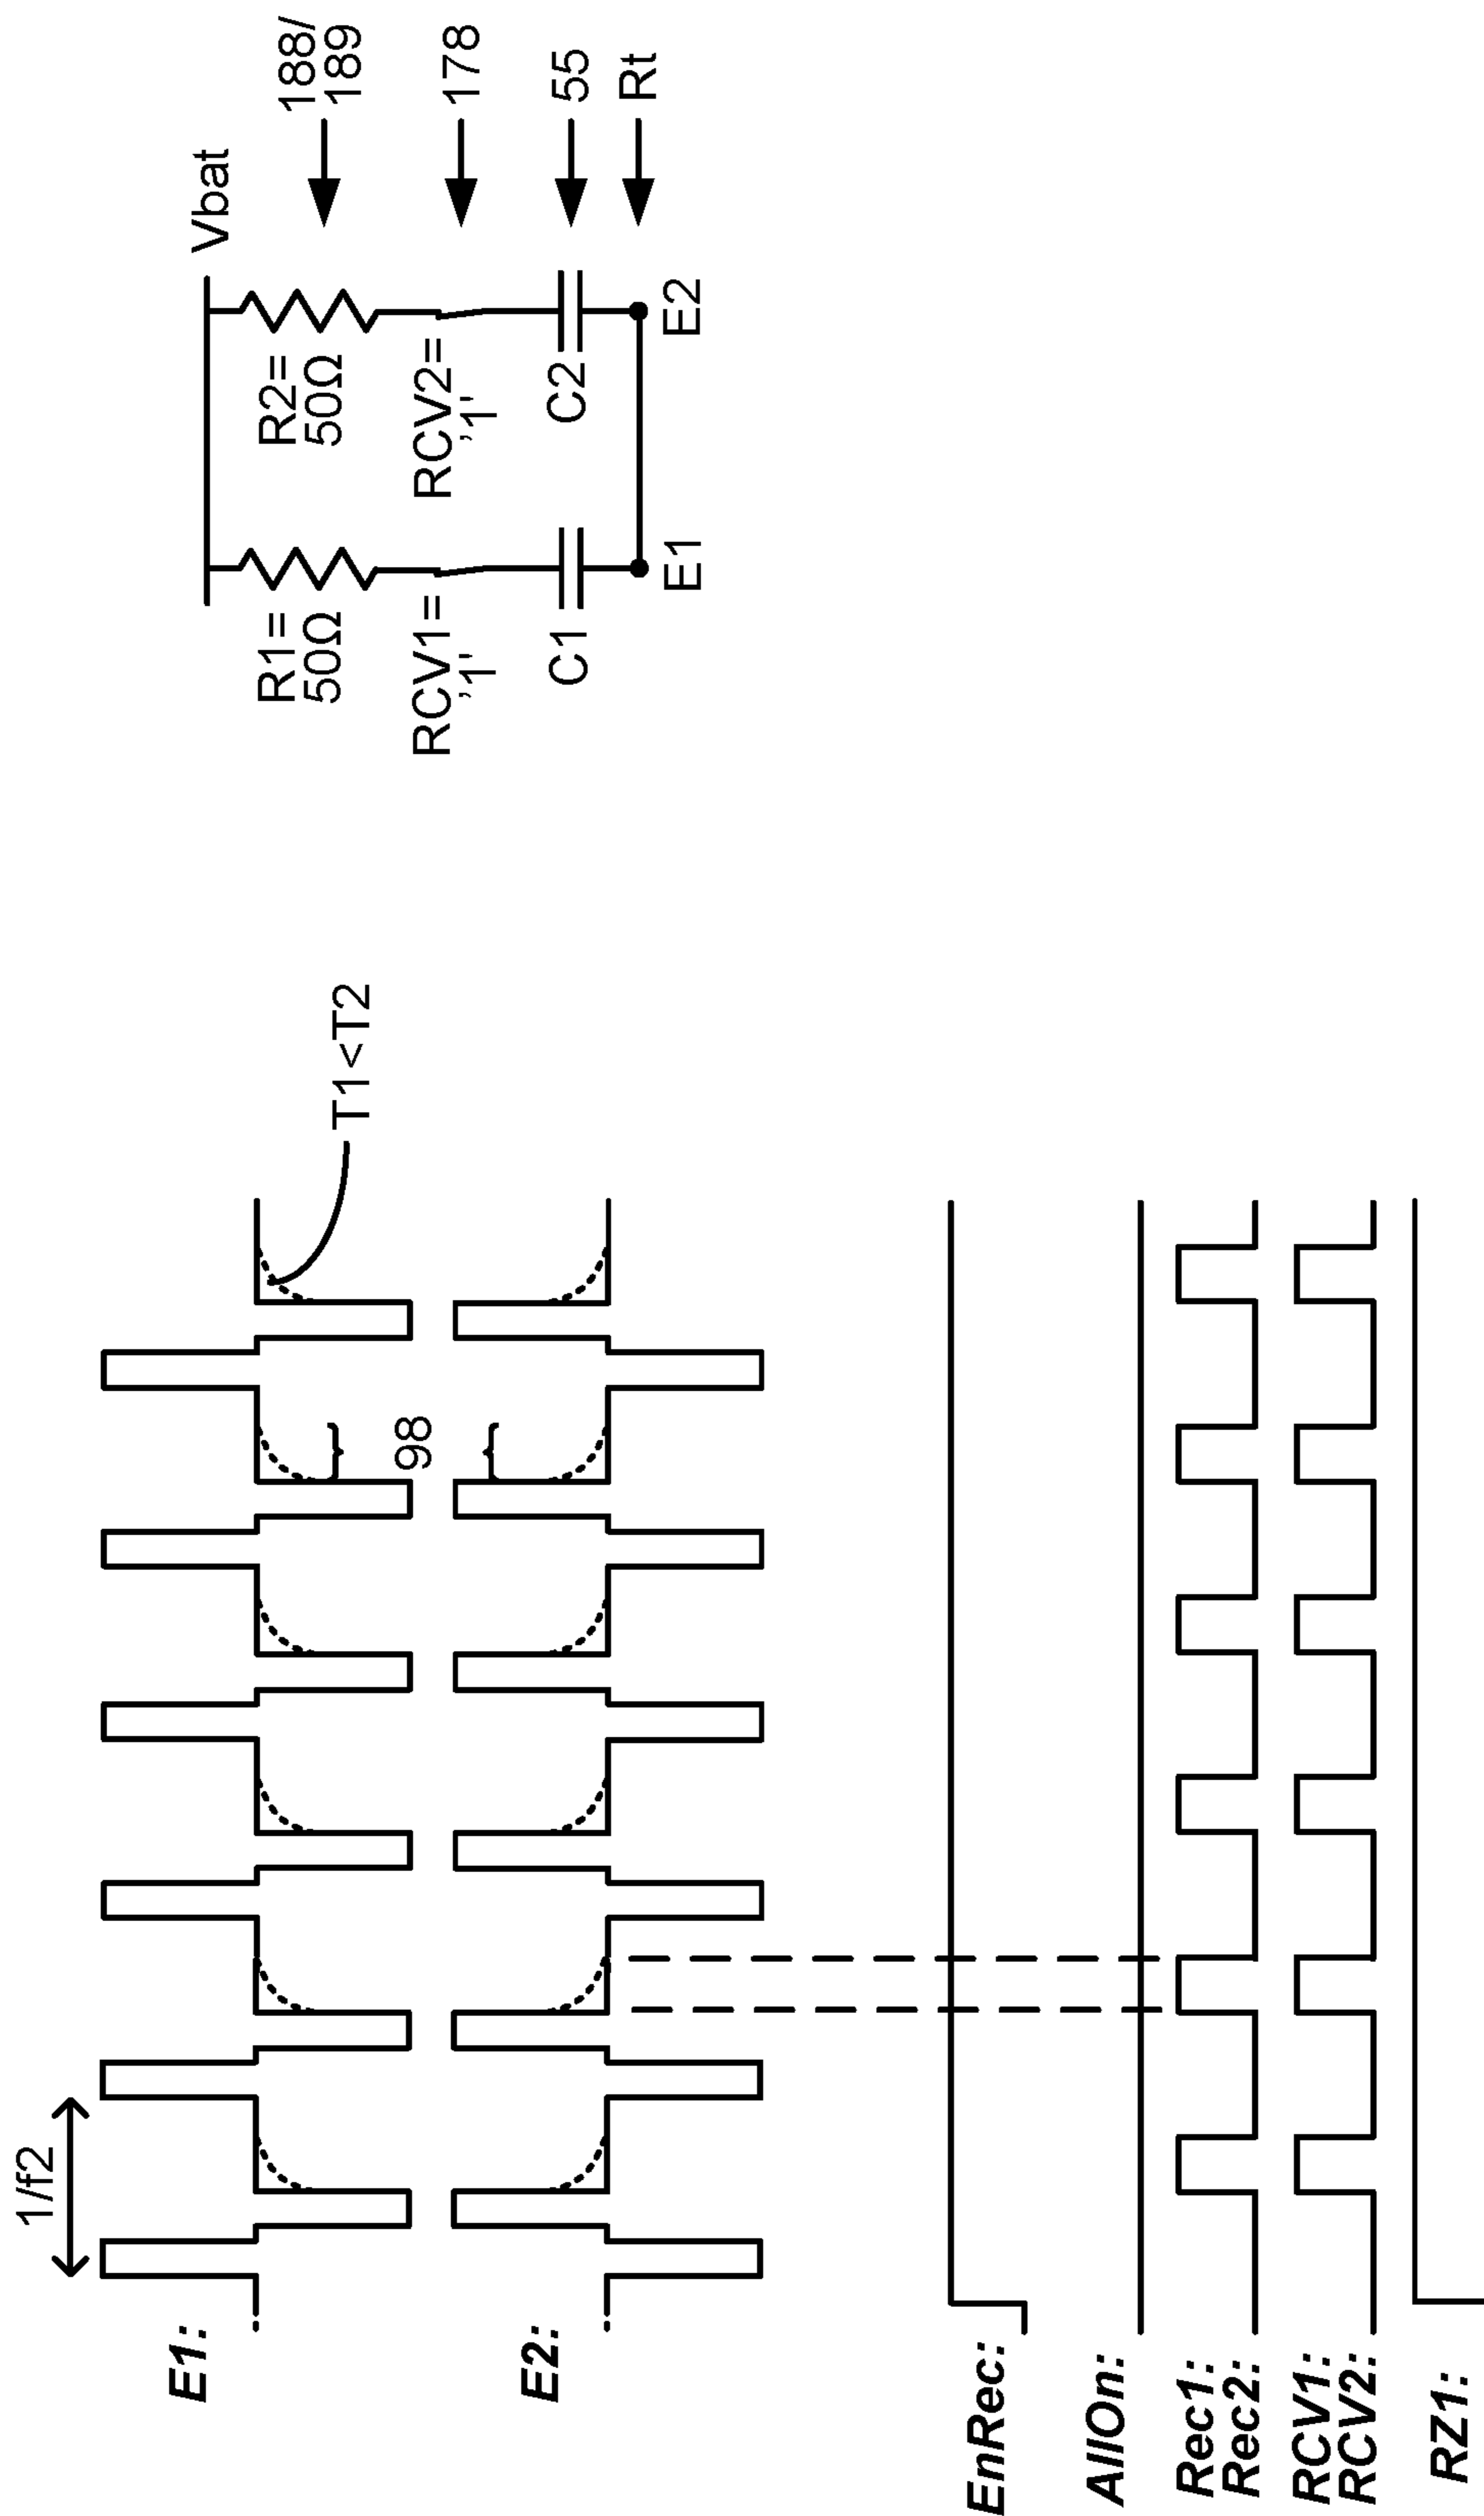 1/f2
E1:
T1<T2
98
E2:
EnRec:
AllOn:
Rec1:
Rec2:
RCV1:
RCV2:
RZ1:
Vbat
R1=
50Ω
R2=
50Ω
188/
189
RCV1=
'1'
RCV2=
'1'
178
C1
C2
55
E1
E2
Rt